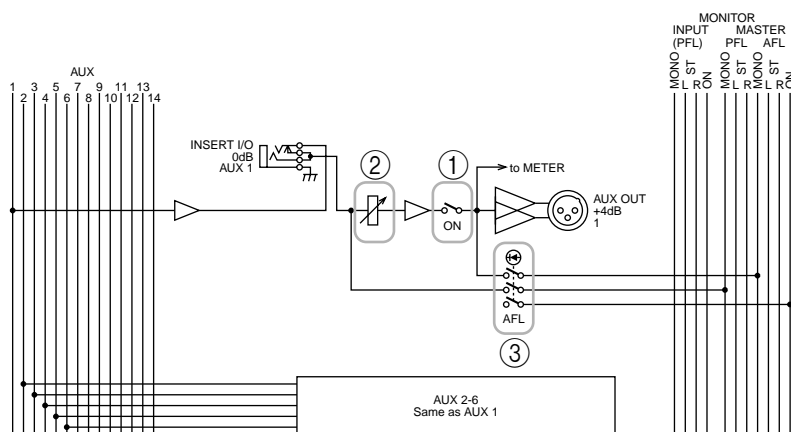 MONITOR
INPUT MASTER
(PFL) PFL AFL
MONO
L
ST
R
ON
MONO
L
ST
R
MONO
L
ST
R
ON
AUX
1 3 5 7 9 11 13
2 4 6 8 10 12 14
INSERT I/O
0dB
AUX 1
② ①
to METER
ON
AUX OUT
+4dB
1
AFL
③
AUX 2-6
Same as AUX 1